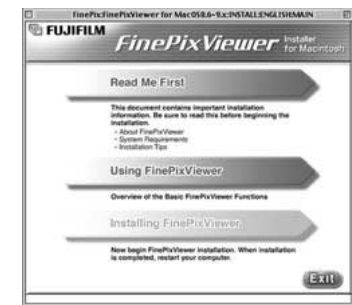 FinePix:FinePixViewer for MacOS8.6~9.x:INSTALL:ENGLISH:MAIN
FUJIFILM
FinePixViewer Installer for Macintosh
Read Me First
This document contains important installation
information. Be sure to read this before beginning the
installation.
- About FinePixViewer
- System Requirements
- Installation Tips
Using FinePixViewer
Overview of the Basic FinePixViewer Functions
Installing FinePixViewer
Now begin FinePixViewer installation. When installation
is completed, restart your computer.
Exit